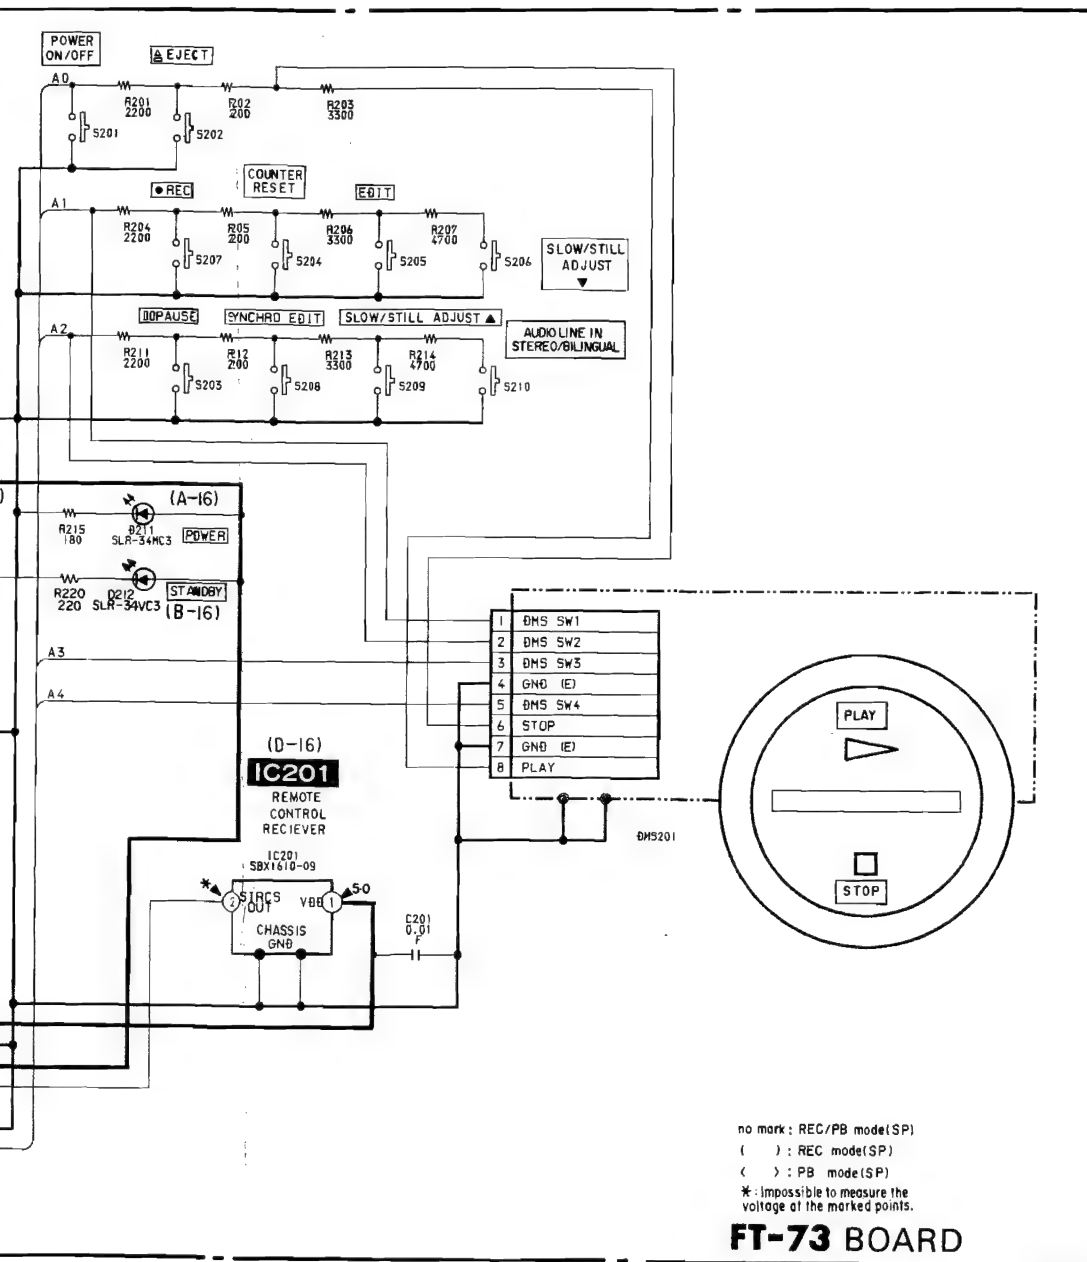 POWER
ON/OFF
≜ EJECT
A0
R201
2200
R202
200
R203
3300
S201
S202
● REC
COUNTER
RESET
EDIT
A1
R204
2200
R205
200
R206
3300
R207
4700
S207
S204
S205
S206
SLOW/STILL
ADJUST
▼
PAUSE
SYNCHRO EDIT
SLOW/STILL ADJUST ▲
AUDIO LINE IN
STEREO/BILINGUAL
A2
R211
2200
R212
200
R213
3300
R214
4700
S203
S208
S209
S210
)
(A-16)
R215
180
D211
SLR-34MC3
POWER
R220
220
D212
SLR-34VC3
STANDBY
(B-16)
A3
A4
1 DMS SW1
2 DMS SW2
3 DMS SW3
4 GND (E)
5 DMS SW4
6 STOP
7 GND (E)
8 PLAY
PLAY
STOP
DMS201
(D-16)
IC201
REMOTE
CONTROL
RECIEVER
IC201
SBX1610-09
*
2
SIRCS
OUT
VDD
1
5.0
CHASSIS
GND
C201
0.01
F
no mark : REC/PB mode(SP)
( ) : REC mode(SP)
< > : PB mode(SP)
* : Impossible to measure the
voltage at the marked points.
FT-73 BOARD